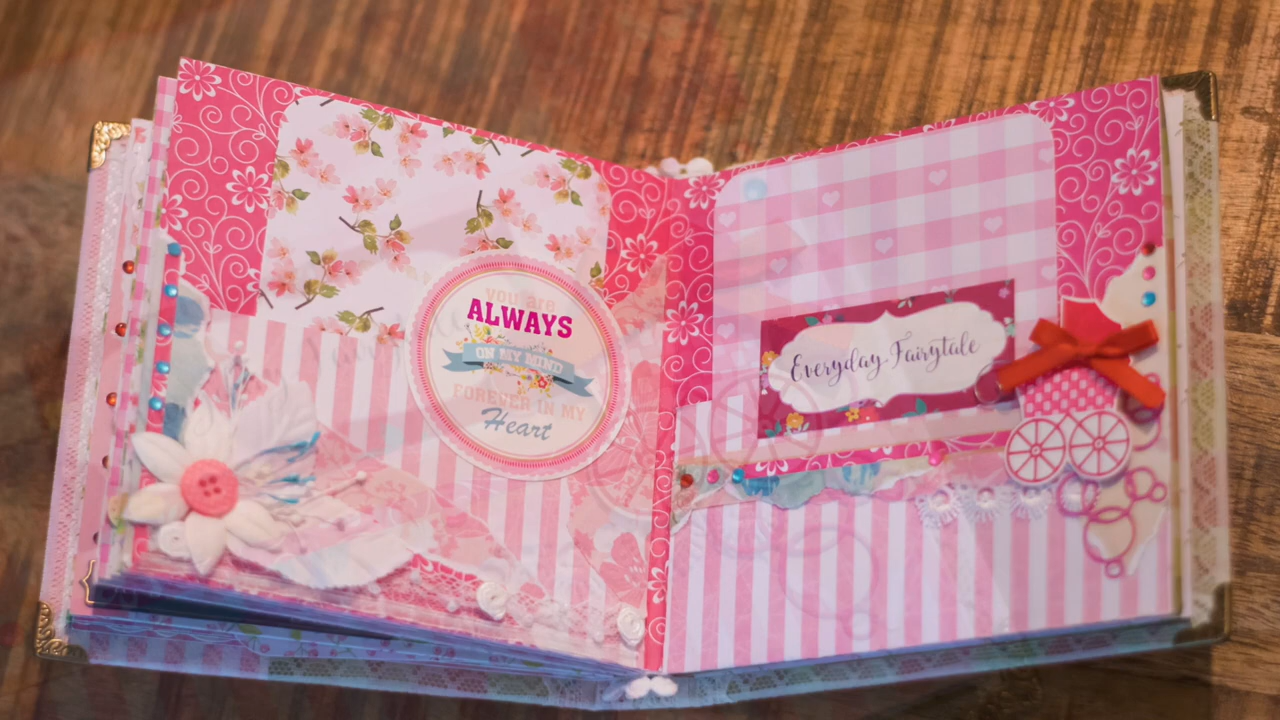 you are
ALWAYS
ON MY MIND
FOREVER IN MY
Heart
Everyday Fairytale